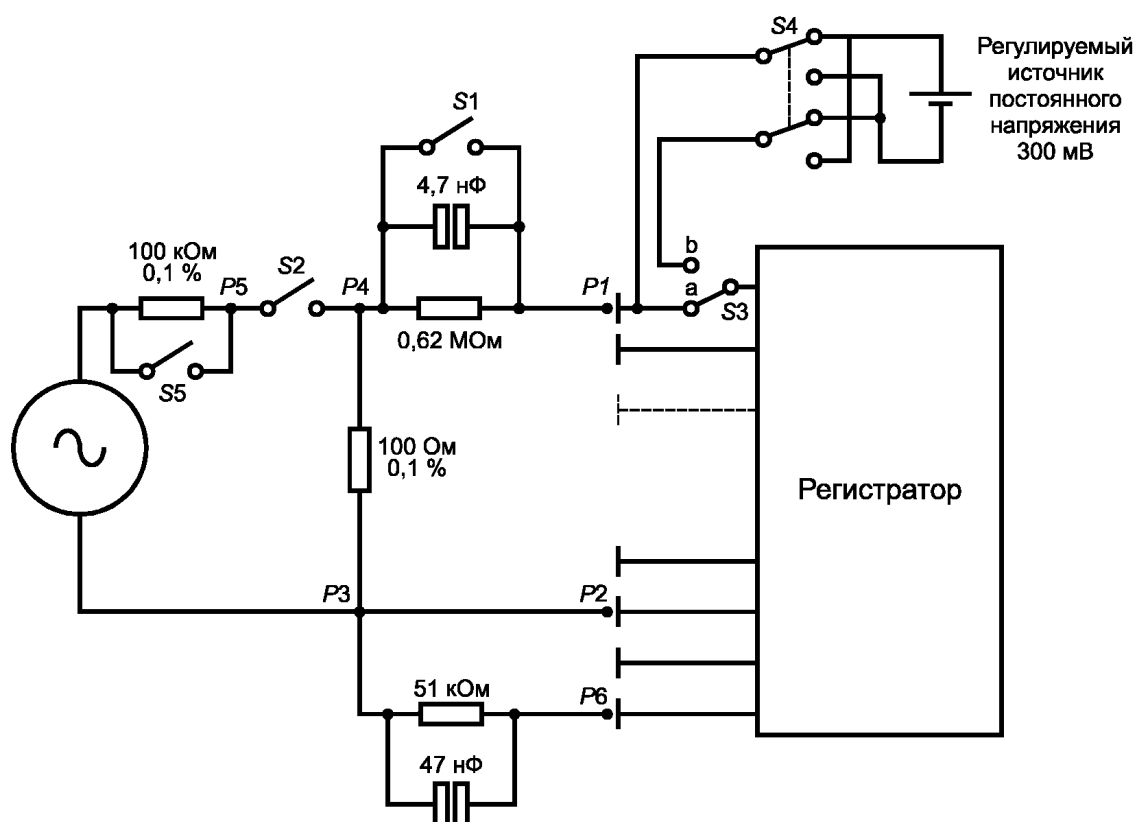 S4
Регулируемый
источник
постоянного
напряжения
300 мВ
S1
4,7 нФ
b
100 кОм
0,1 %
P5
S2
P4
P1
a
S3
0,62 МОм
S5
100 Ом
0,1 %
Регистратор
P3
P2
51 кОм
P6
47 нФ